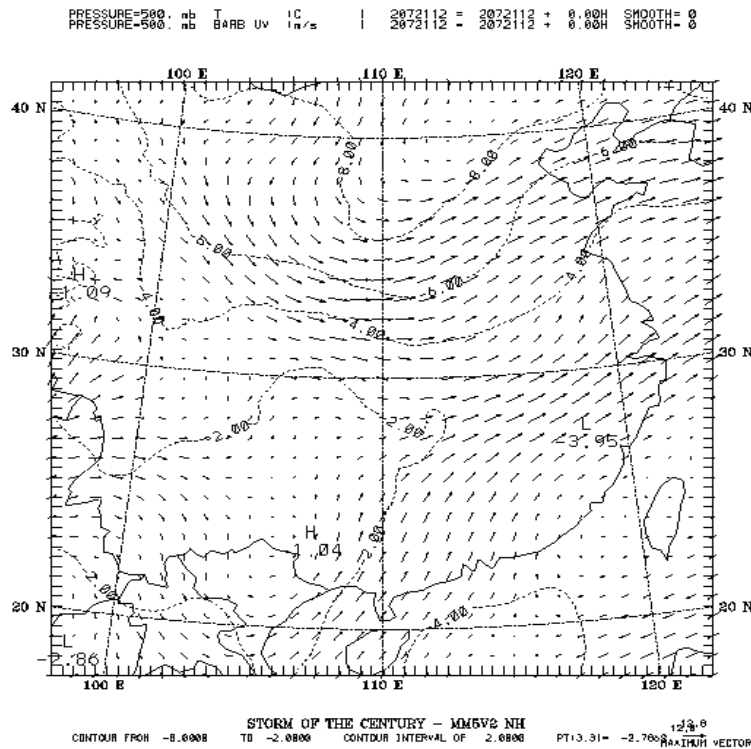 PRESSURE=500. mb T (C | 2072112 = 2072112 + 0.00H SMOOTH= 0
PRESSURE=500. mb BARB UV (m/s | 2072112 = 2072112 + 0.00H SMOOTH= 0
100 E 110 E 120 E
40 N 40 N
-8.00
8.00
-6.00
6.00
H
-1.09
4.00
4.00
6.00
4.00
30 N 30 N
-2.00
2.00
L
-3.95
H
-1.04
2.00
2.00
20 N 20 N
4.00
L
-2.86
100 E 110 E 120 E
STORM OF THE CENTURY - MM5V2 NH
CONTOUR FROM -8.0000 TO -2.0000 CONTOUR INTERVAL OF 2.0000 PT(3,3)=
MAXIMUM VECTOR